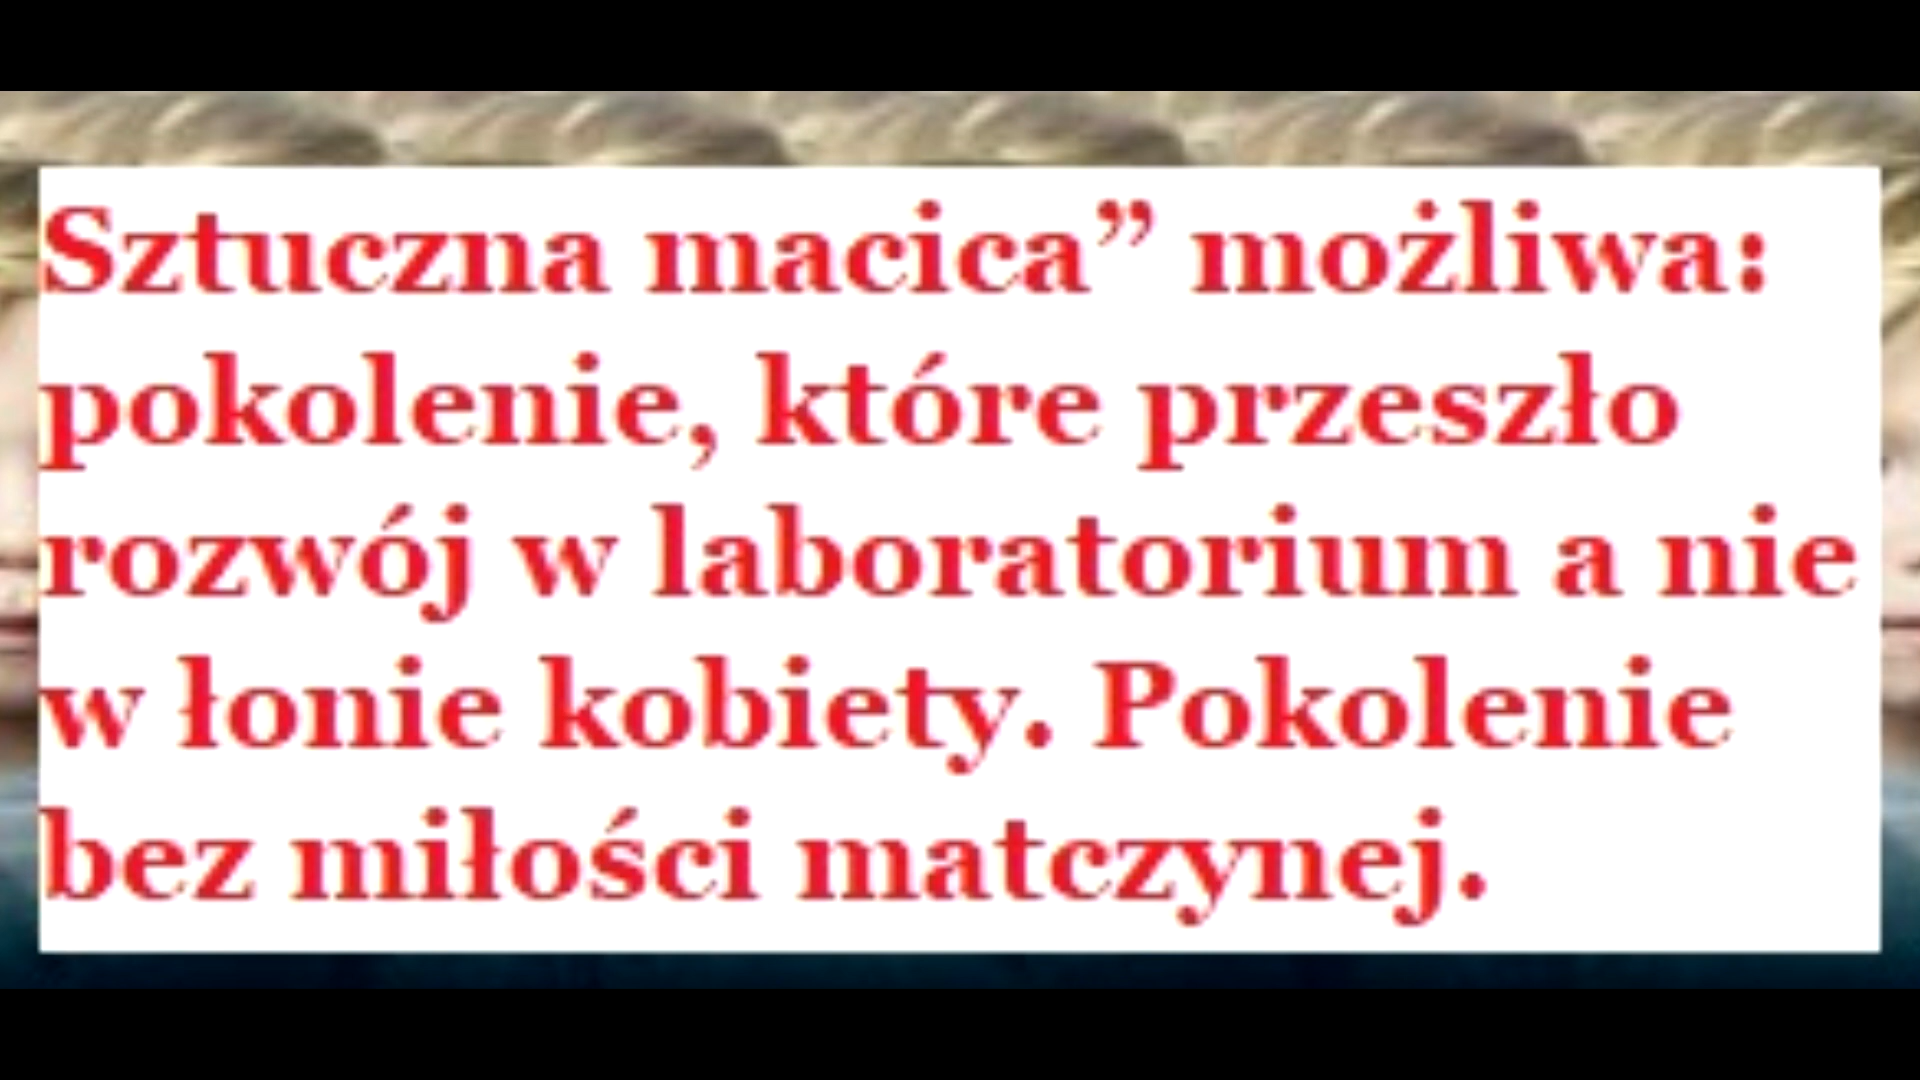 Sztuczna macica” możliwa:
pokolenie, które przeszło
rozwój w laboratorium a nie
w łonie kobiety. Pokolenie
bez miłości matczynej.